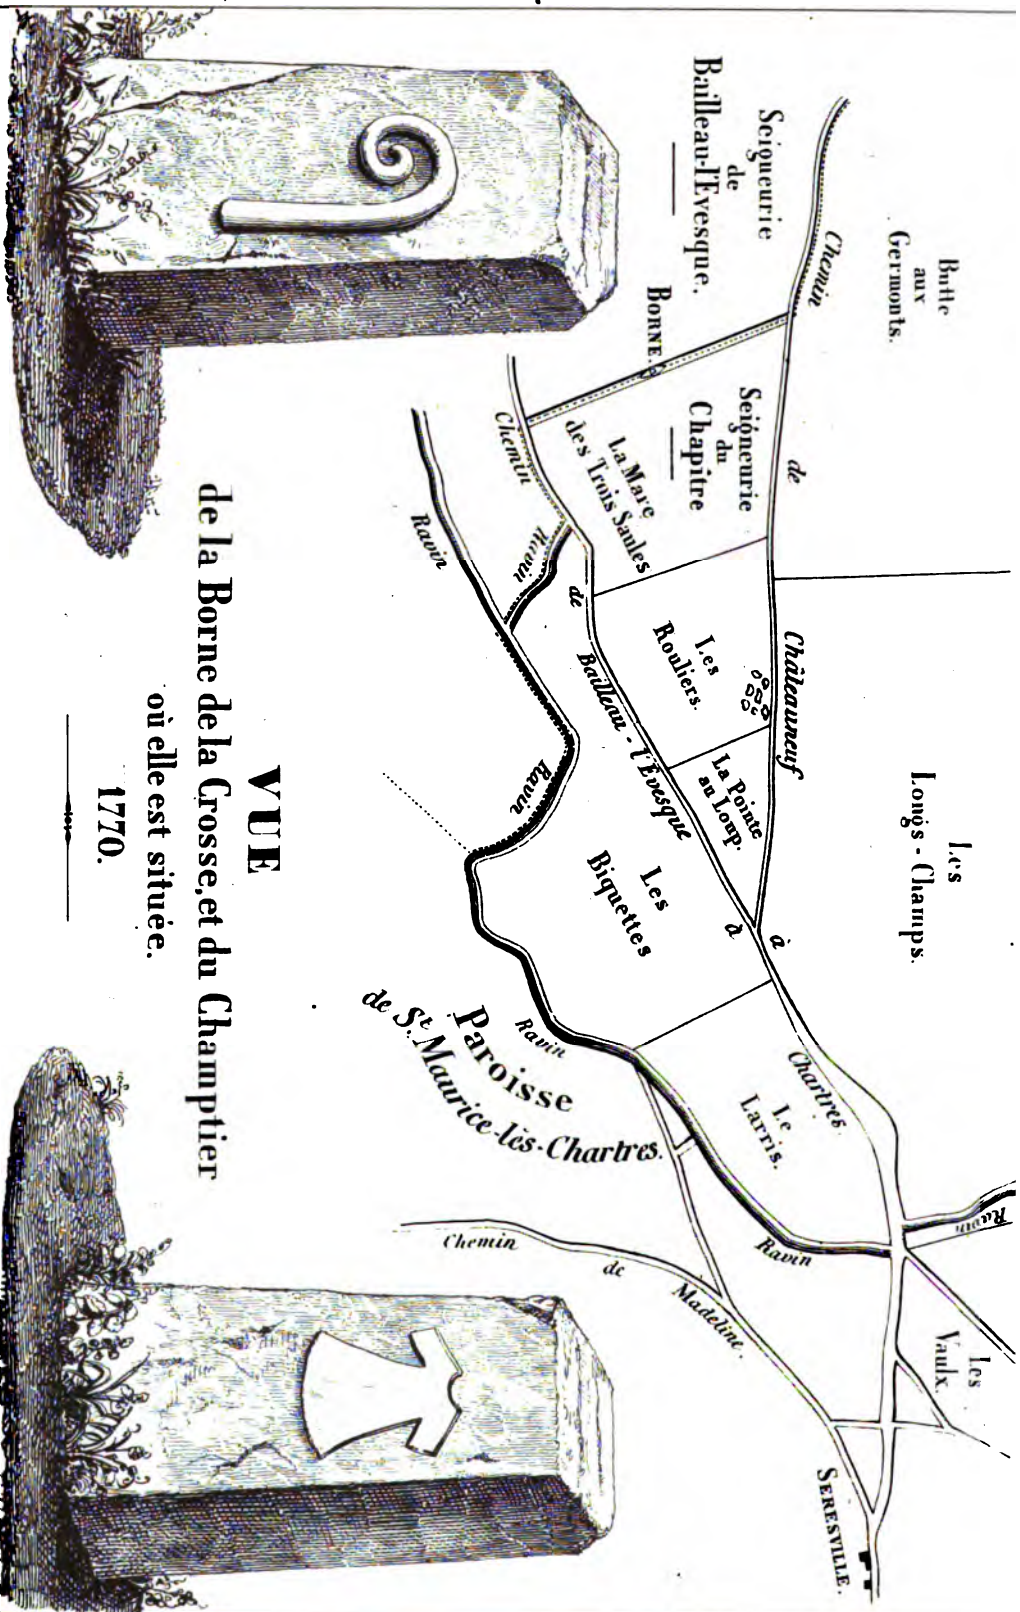 Butte
aux
Germonts.
Seigneurie
de
Bailleau-l'Evesque.
BORNE.
Seigneurie
du
Chapitre
La Mare
des Trois Saules
Les
Rouliers.
La Pointe
au Loup.
Les
Longs-Champs.
Chemin de Châteauneuf à Chartres.
Chemin de Bailleau-l'Evesque à
Ravin
Ravin
Ravin
Les
Biquettes
Le
Larris.
Ravin
Ravin
Ravin
Les
Vaulx.
Paroisse
de St. Maurice-lès-Chartres.
Chemin de Madeline.
SERESVILLE.
VUE
de la Borne de la Crosse, et du Champtier
où elle est située.
1770.